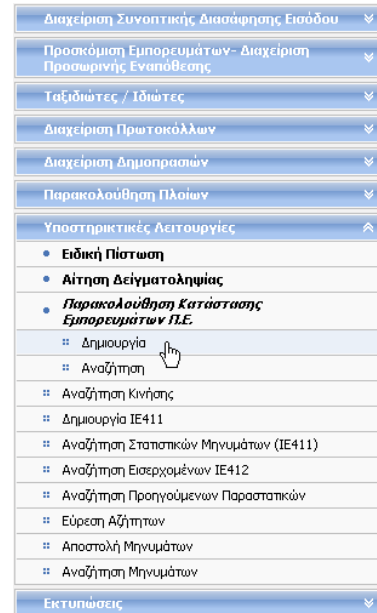 Διαχείριση Συνοπτικής Διασάφησης Εισόδου
Προσκόμιση Εμπορευμάτων- Διαχείριση
Προσωρινής Εναπόθεσης
Ταξιδιώτες / Ιδιώτες
Διαχείριση Πρωτοκόλλων
Διαχείριση Δημοπρασιών
Παρακολούθηση Πλοίων
Υποστηρικτικές Λειτουργίες
Ειδική Πίστωση
Αίτηση Δείγματοληψίας
Παρακολούθηση Κατάστασης
Εμπορευμάτων Π.Ε.
Δημιουργία
Αναζήτηση
Αναζήτηση Κινήσης
Δημιουργία IE411
Αναζήτηση Στατιστικών Μηνυμάτων (IE411)
Αναζήτηση Εισερχομένων IE412
Αναζήτηση Προηγούμενων Παραστατικών
Εύρεση Αζήτητων
Αποστολή Μηνυμάτων
Αναζήτηση Μηνυμάτων
Εκτυπώσεις